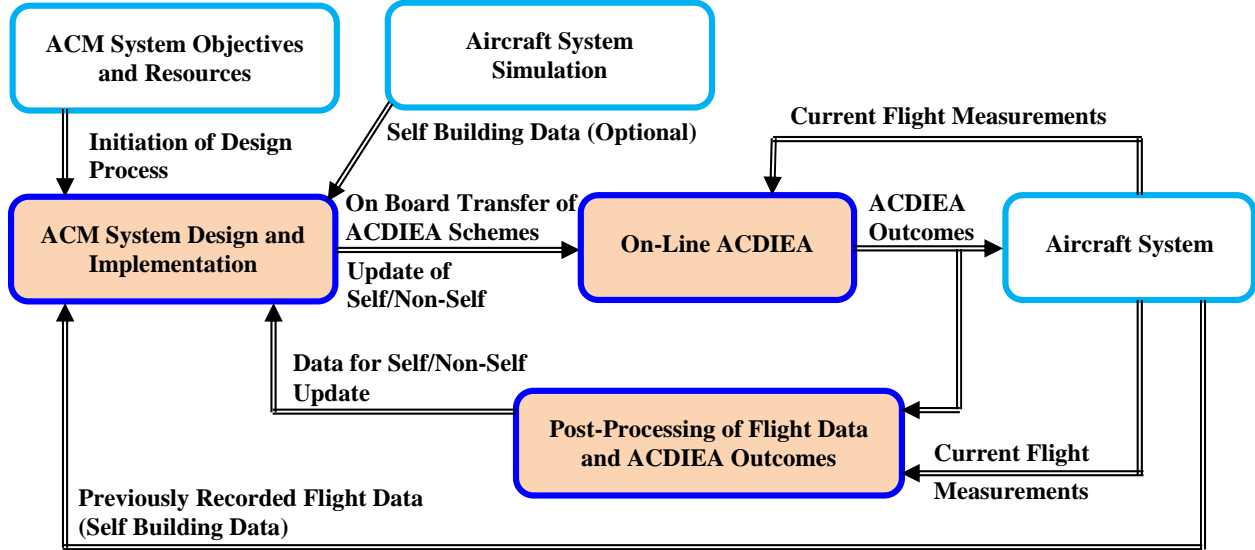 ACM System Objectives
and Resources
Aircraft System
Simulation
Current Flight Measurements
Self Building Data (Optional)
Initiation of Design
Process
On Board Transfer of
ACDIEA Schemes
ACDIEA
Outcomes
ACM System Design and
Implementation
On-Line ACDIEA
Aircraft System
Update of
Self/Non-Self
Data for Self/Non-Self
Update
Post-Processing of Flight Data
and ACDIEA Outcomes
Current Flight
Measurements
Previously Recorded Flight Data
(Self Building Data)